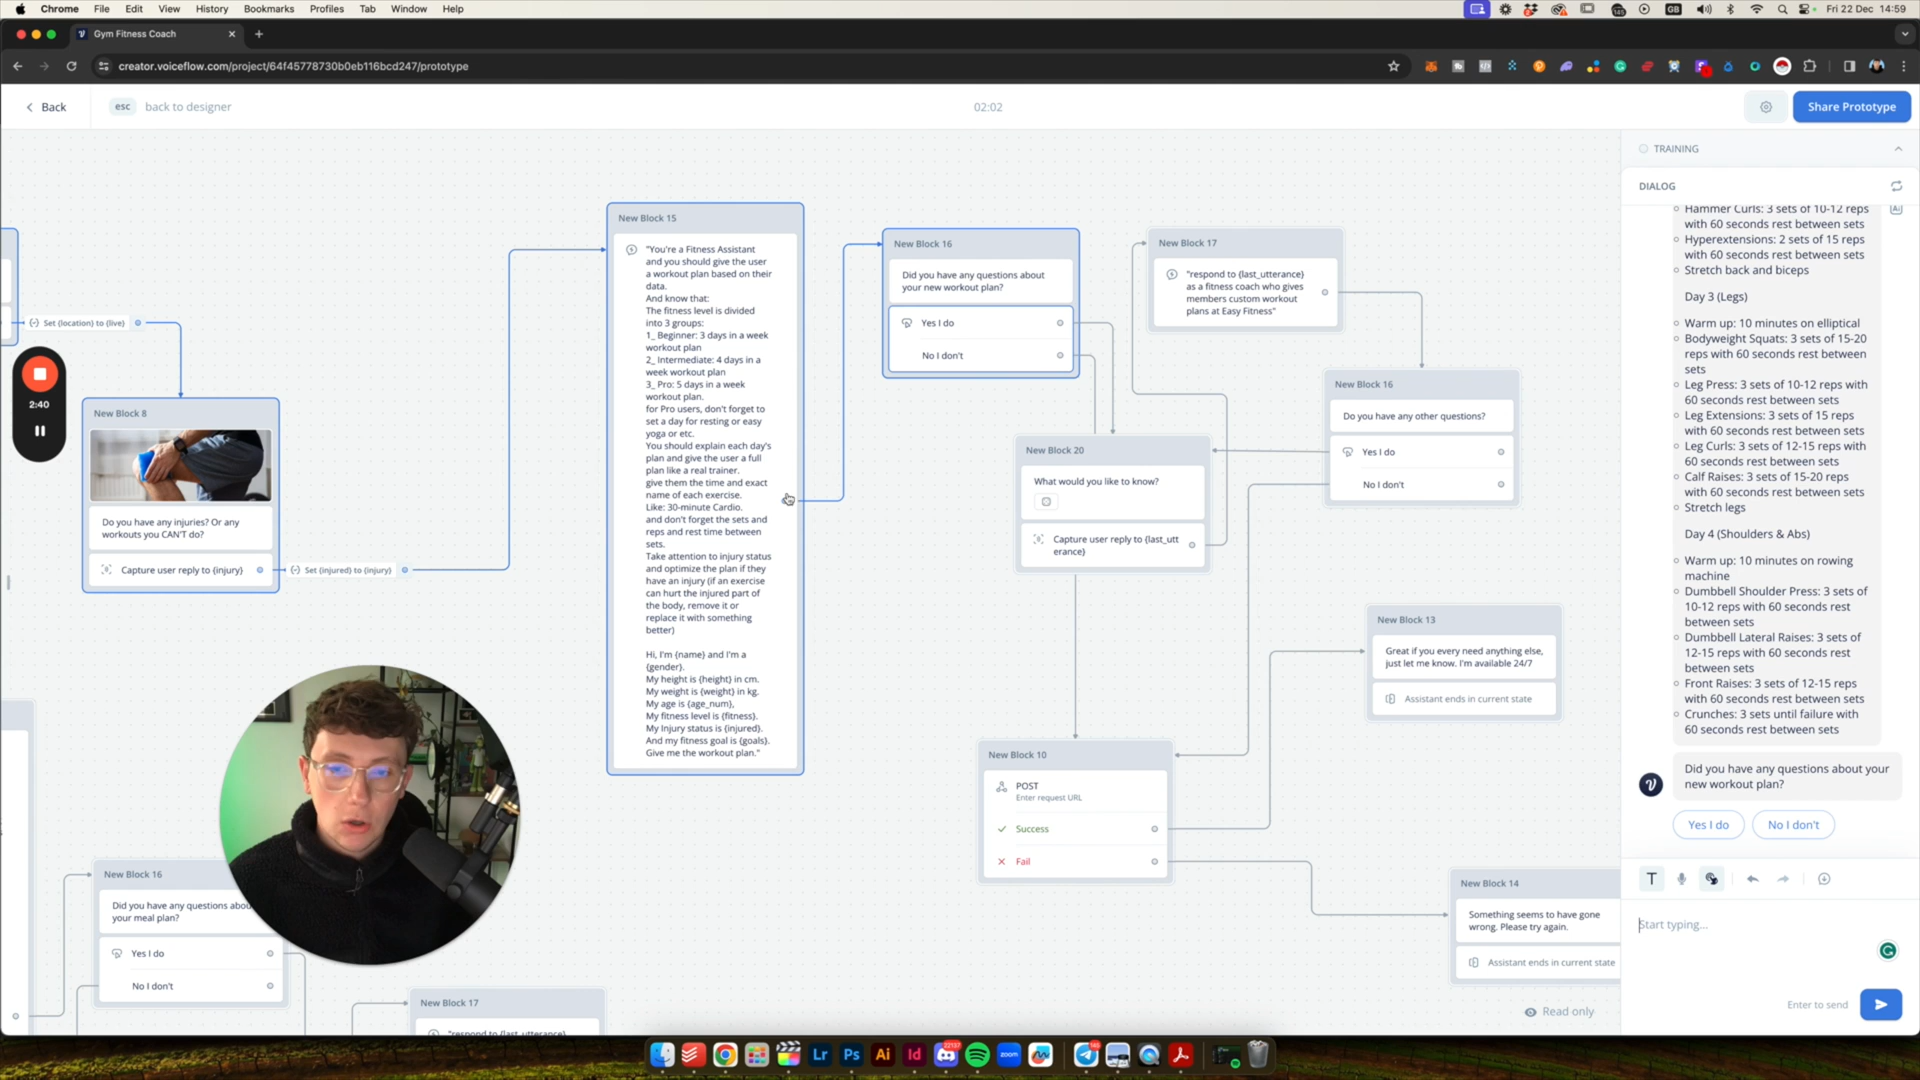 Chrome File Edit View History Bookmarks Profiles Tab Window Help
GB
Fri 22 Dec 14:59
Gym Fitness Coach
creator.voiceflow.com/project/64f45778730b0eb116bcd247/prototype
Back
esc back to designer
02:02
Share Prototype
Set {location} to {live}
2:40
New Block 8
Do you have any injuries? Or any
workouts you CAN'T do?
Capture user reply to {injury}
Set {injured} to {injury}
New Block 15
"You're a Fitness Assistant
and you should give the user
a workout plan based on their
data.
And know that:
The fitness level is divided
into 3 groups:
1_ Beginner: 3 days in a week
workout plan
2_ Intermediate: 4 days in a
week workout plan
3_ Pro: 5 days in a week
workout plan.
for Pro users, don't forget to
set a day for resting or easy
yoga or etc.
You should explain each day's
plan and give the user a full
plan like a real trainer.
give them the time and exact
name of each exercise.
Like: 30-minute Cardio.
and don't forget the sets and
reps and rest time between
sets.
Take attention to injury status
and optimize the plan if they
have an injury (if an exercise
can hurt the injured part of
the body, remove it or
replace it with something
better)
Hi, I'm {name} and I'm a
{gender}.
My height is {height} in cm.
My weight is {weight} in kg.
My age is {age_num},
My fitness level is {fitness}.
My Injury status is {injured}.
And my fitness goal is {goals}.
Give me the workout plan."
New Block 16
Did you have any questions about
your new workout plan?
Yes I do
No I don't
New Block 17
"respond to {last_utterance}
as a fitness coach who gives
members custom workout
plans at Easy Fitness"
New Block 16
Do you have any other questions?
Yes I do
No I don't
New Block 20
What would you like to know?
Capture user reply to {last_utt
erance}
New Block 13
Great if you every need anything else,
just let me know. I'm available 24/7
Assistant ends in current state
New Block 10
POST
Enter request URL
Success
Fail
New Block 14
Something seems to have gone
wrong. Please try again.
Assistant ends in current state
New Block 16
Did you have any questions abou
your meal plan?
Yes I do
No I don't
New Block 17
"respond to {last_utterance}
Read only
TRAINING
DIALOG
Hammer Curls: 3 sets of 10-12 reps
with 60 seconds rest between sets
Hyperextensions: 2 sets of 15 reps
with 60 seconds rest between sets
Stretch back and biceps
Day 3 (Legs)
Warm up: 10 minutes on elliptical
Bodyweight Squats: 3 sets of 15-20
reps with 60 seconds rest between
sets
Leg Press: 3 sets of 10-12 reps with
60 seconds rest between sets
Leg Extensions: 3 sets of 15 reps
with 60 seconds rest between sets
Leg Curls: 3 sets of 12-15 reps with
60 seconds rest between sets
Calf Raises: 3 sets of 15-20 reps
with 60 seconds rest between sets
Stretch legs
Day 4 (Shoulders & Abs)
Warm up: 10 minutes on rowing
machine
Dumbbell Shoulder Press: 3 sets of
10-12 reps with 60 seconds rest
between sets
Dumbbell Lateral Raises: 3 sets of
12-15 reps with 60 seconds rest
between sets
Front Raises: 3 sets of 12-15 reps
with 60 seconds rest between sets
Crunches: 3 sets until failure with
60 seconds rest between sets
Did you have any questions about your
new workout plan?
Yes I do
No I don't
Start typing...
Enter to send
Lr Ps Ai Id zoom